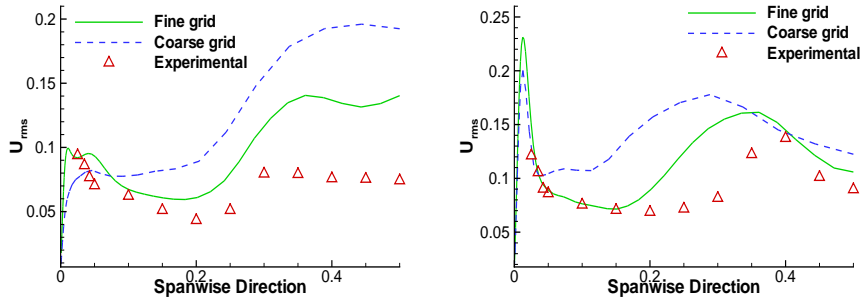 0.2
0.15
0.1
0.05
U rms
0
0.2
0.4
Spanwise Direction
Fine grid
Coarse grid
Experimental
0.25
0.2
0.15
0.1
0.05
U rms
0
0.2
0.4
Spanwise Direction
Fine grid
Coarse grid
Experimental